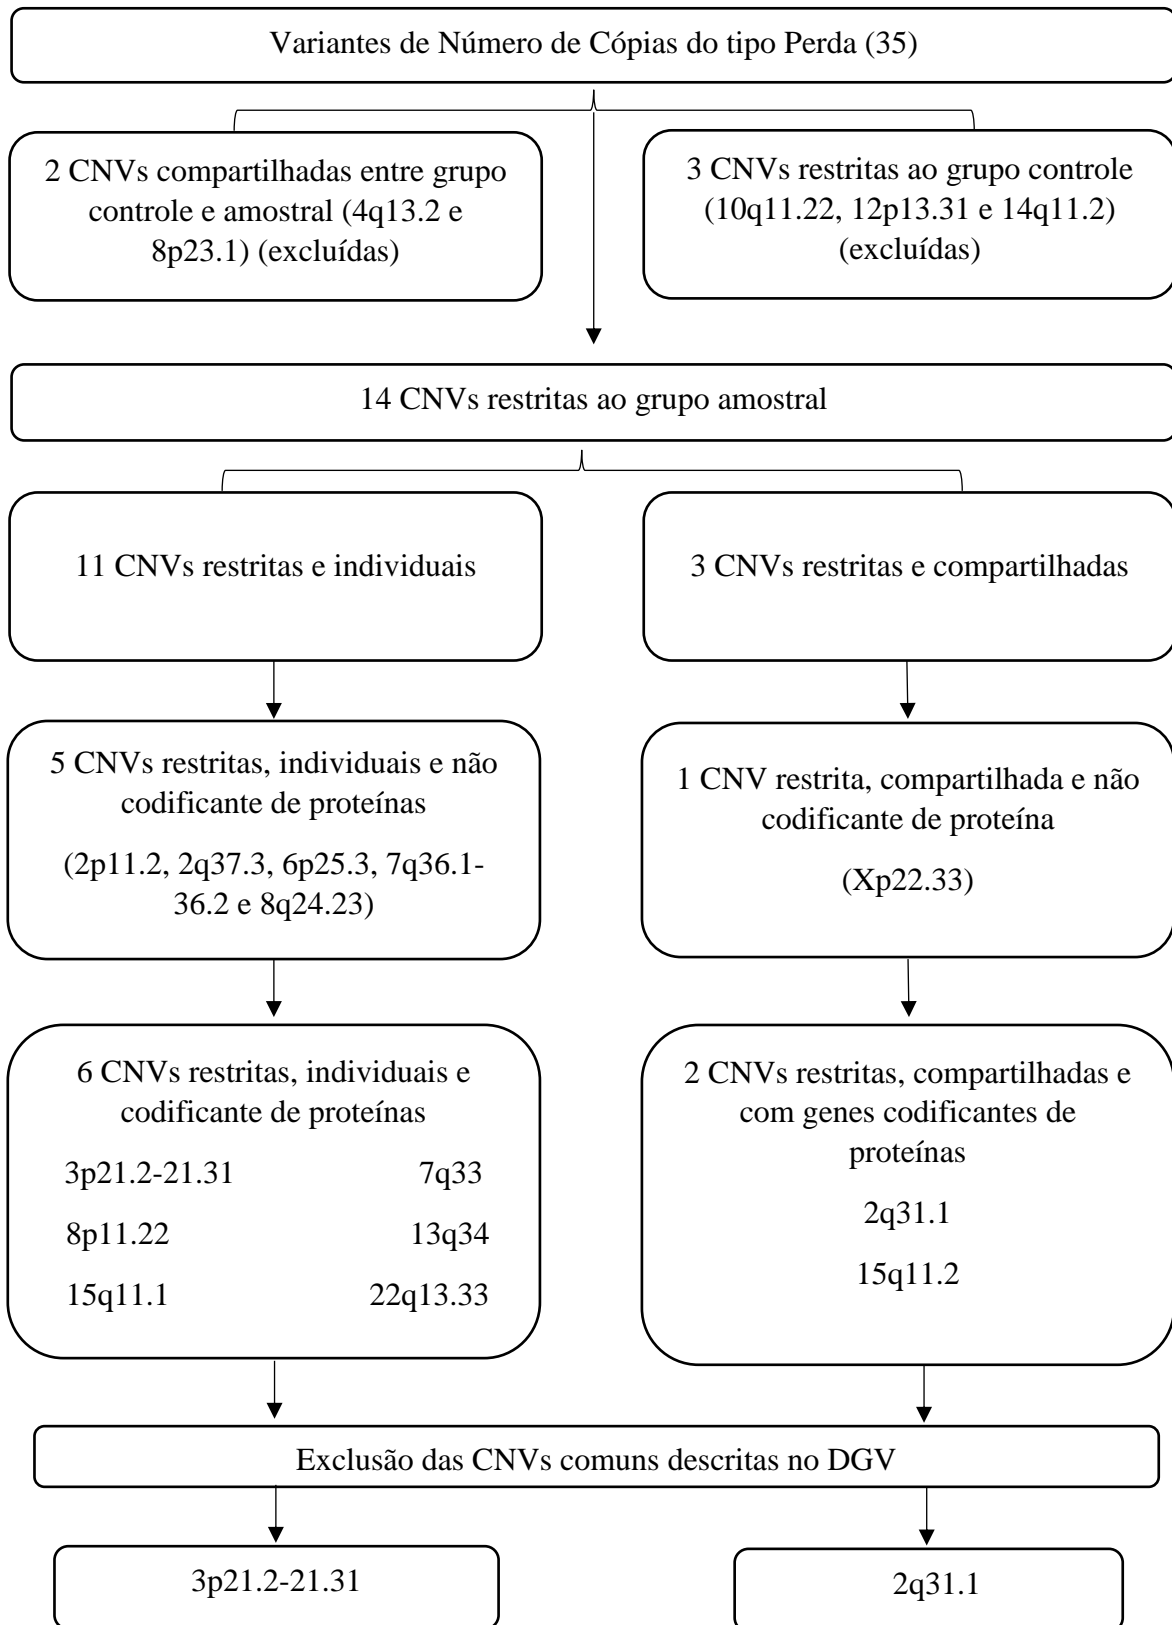 Variantes de Número de Cópias do tipo Perda (35)
2 CNVs compartilhadas entre grupo
controle e amostral (4q13.2 e
8p23.1) (excluídas)
3 CNVs restritas ao grupo controle
(10q11.22, 12p13.31 e 14q11.2)
(excluídas)
14 CNVs restritas ao grupo amostral
11 CNVs restritas e individuais
3 CNVs restritas e compartilhadas
5 CNVs restritas, individuais e não
codificante de proteínas
(2p11.2, 2q37.3, 6p25.3, 7q36.1-
36.2 e 8q24.23)
1 CNV restrita, compartilhada e não
codificante de proteína
(Xp22.33)
6 CNVs restritas, individuais e
codificante de proteínas
3p21.2-21.31 7q33
8p11.22 13q34
15q11.1 22q13.33
2 CNVs restritas, compartilhadas e
com genes codificantes de
proteínas
2q31.1
15q11.2
Exclusão das CNVs comuns descritas no DGV
3p21.2-21.31
2q31.1